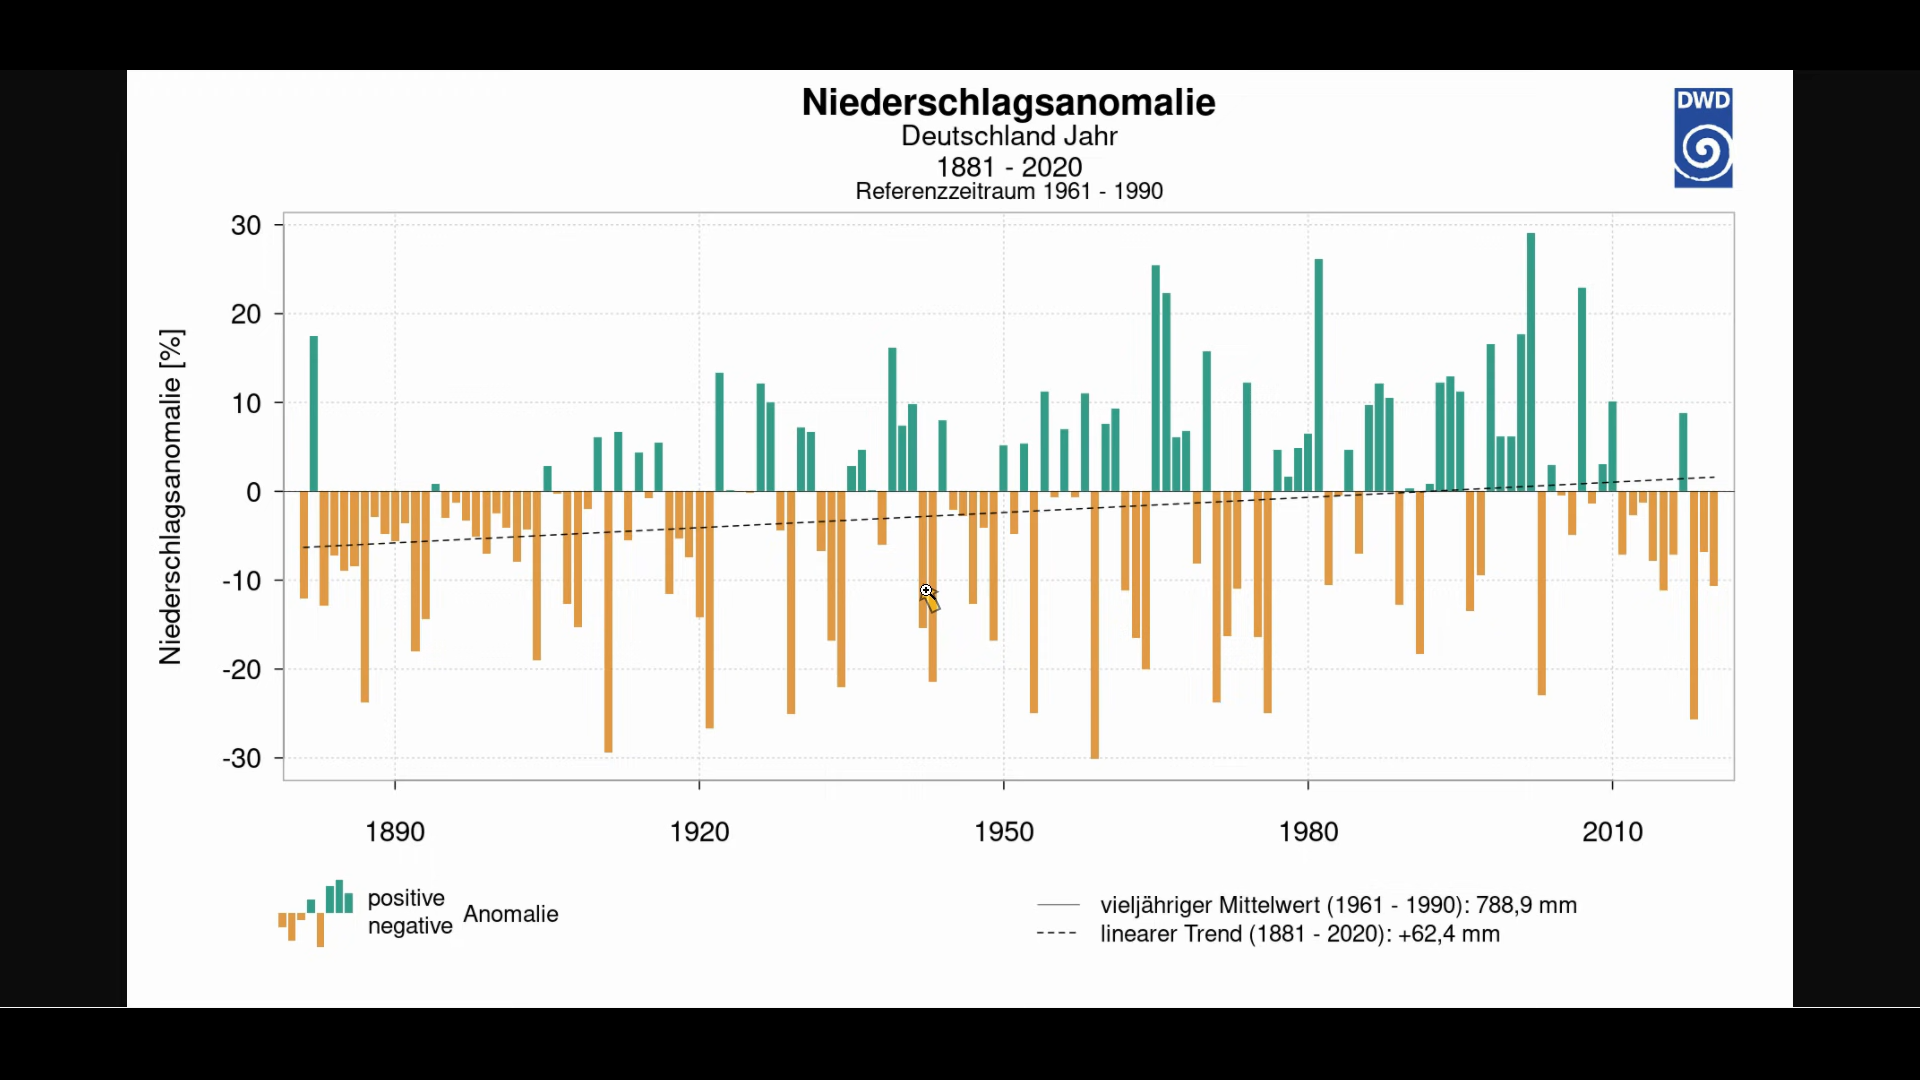 Niederschlagsanomalie
Deutschland Jahr
1881 - 2020
Referenzzeitraum 1961 - 1990
DWD
Niederschlagsanomalie [%]
30
20
10
0
-10
-20
-30
1890 1920 1950 1980 2010
positive
negative
Anomalie
vieljähriger Mittelwert (1961 - 1990): 788,9 mm
linearer Trend (1881 - 2020): +62,4 mm